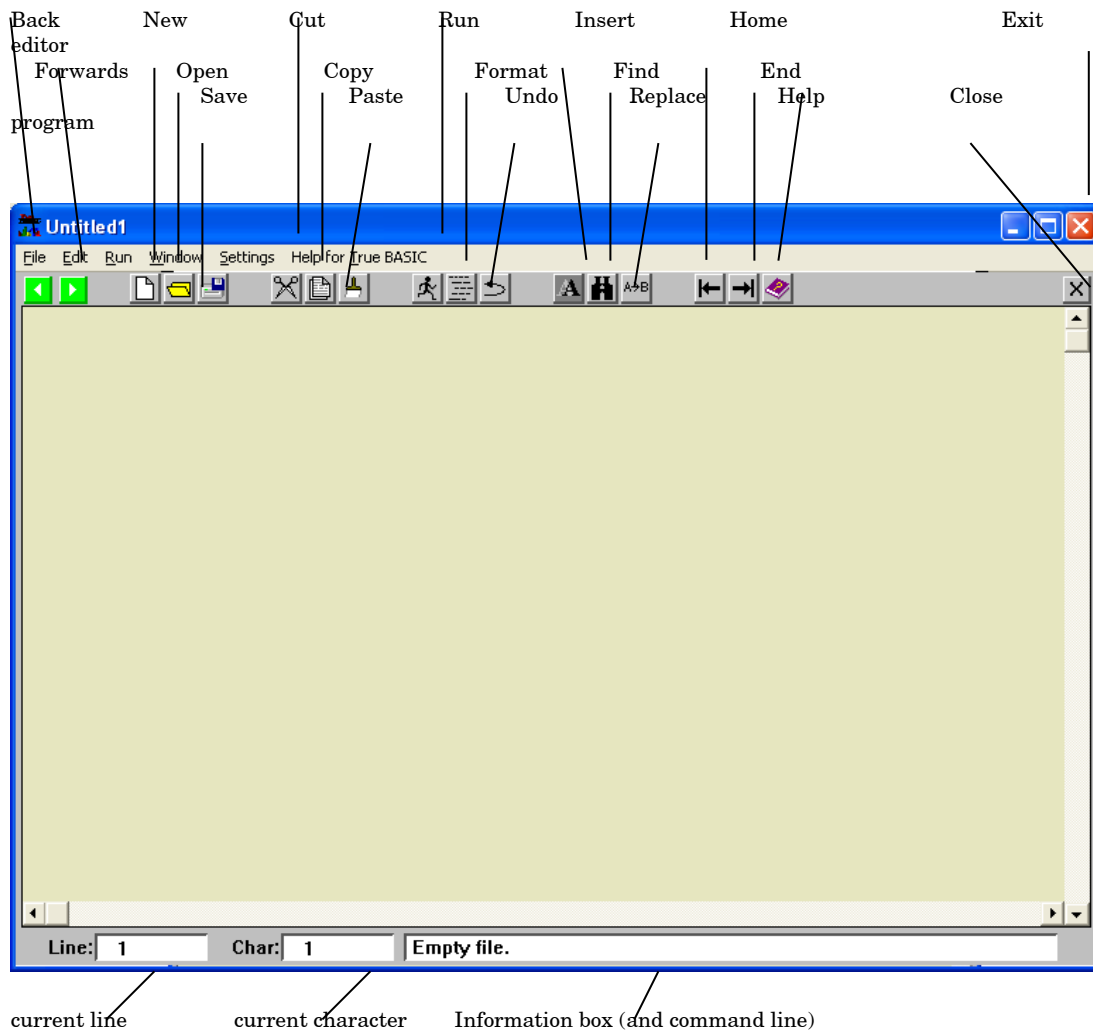 Back New Cut Run Insert Home Exit
editor
Forwards Open Copy Format Find End
Save Paste Undo Replace Help Close
program
Untitled1
File Edit Run Window Settings Help for True BASIC
A A→B
Line: 1 Char: 1 Empty file.
current line current character Information box (and command line)